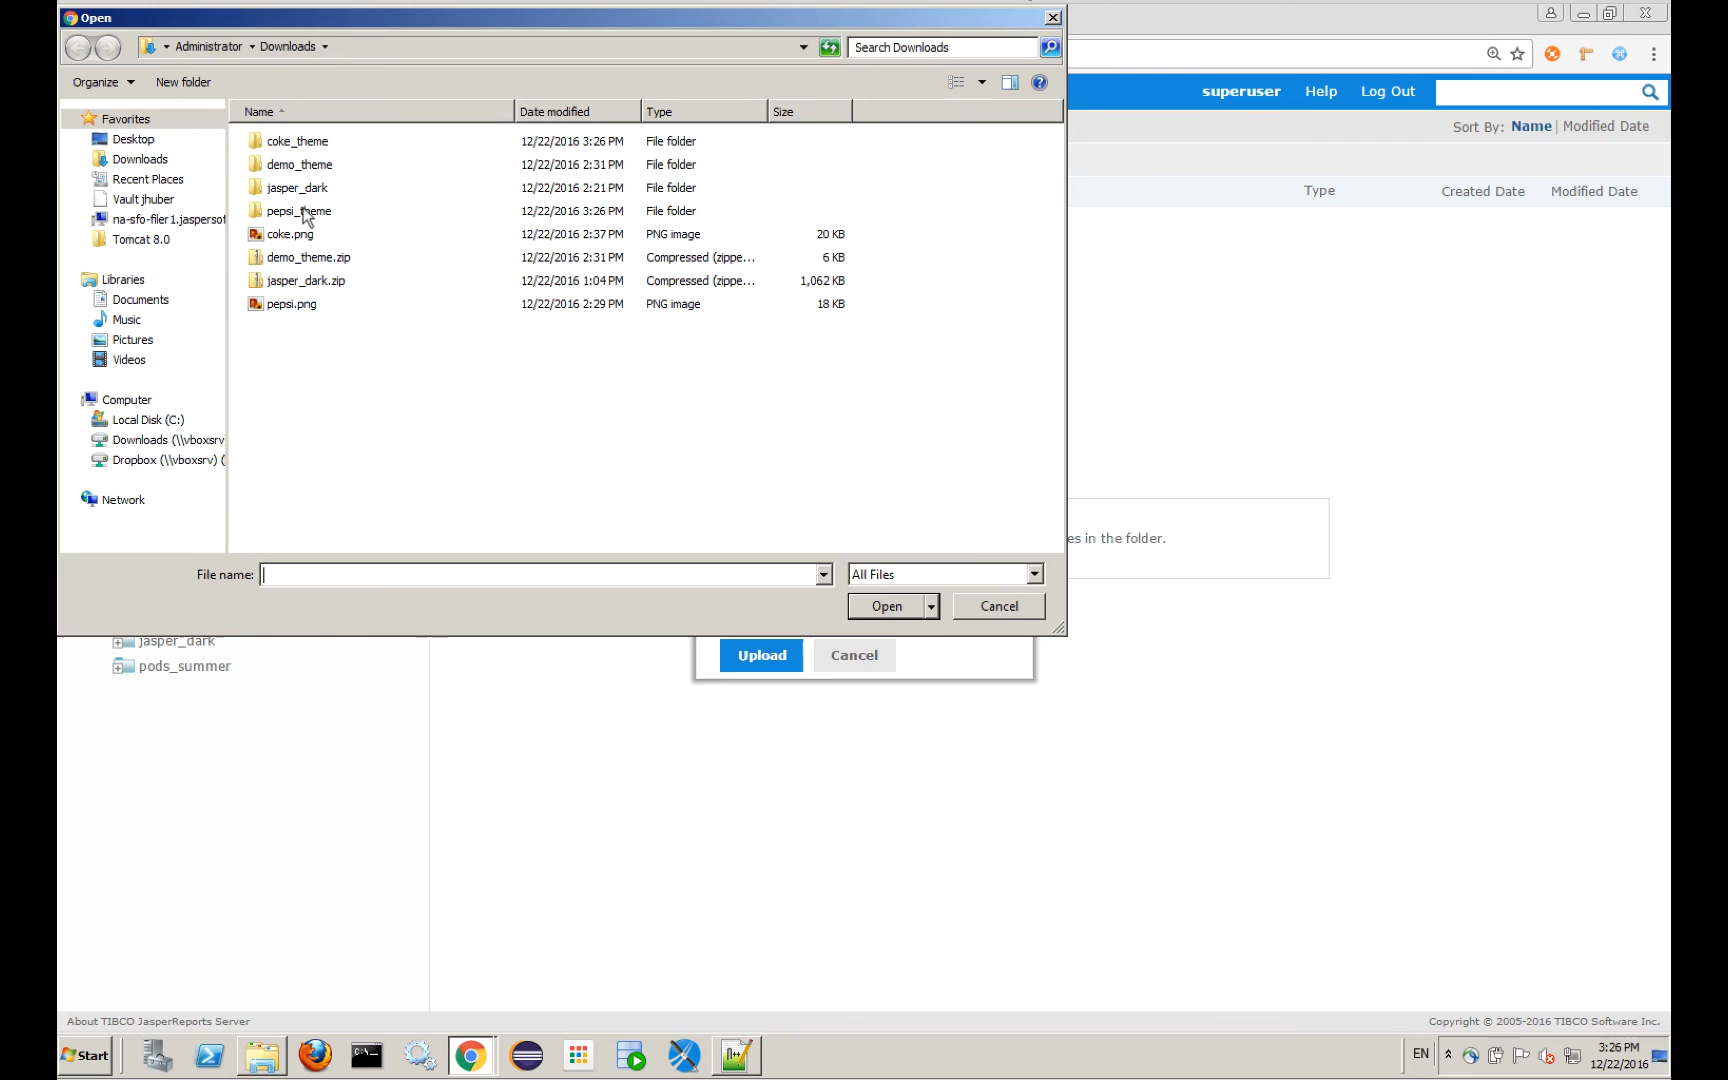 Open
Administrator Downloads
Search Downloads
Organize New folder
superuser Help Log Out
Sort By: Name | Modified Date
Name Date modified Type Size
Type Created Date Modified Date
Favorites
Desktop
Downloads
Recent Places
Vault jhuber
na-sfo-filer1.jaspersof
Tomcat 8.0
Libraries
Documents
Music
Pictures
Videos
Computer
Local Disk (C:)
Downloads (\\vboxsrv)
Dropbox (\\vboxsrv) (
Network
coke_theme 12/22/2016 3:26 PM File folder
demo_theme 12/22/2016 2:31 PM File folder
jasper_dark 12/22/2016 2:21 PM File folder
pepsi_theme 12/22/2016 3:26 PM File folder
coke.png 12/22/2016 2:37 PM PNG image 20 KB
demo_theme.zip 12/22/2016 2:31 PM Compressed (zippe... 6 KB
jasper_dark.zip 12/22/2016 1:04 PM Compressed (zippe... 1,062 KB
pepsi.png 12/22/2016 2:29 PM PNG image 18 KB
es in the folder.
File name: All Files
Open Cancel
jasper_dark
pods_summer
Upload Cancel
About TIBCO JasperReports Server
Copyright © 2005-2016 TIBCO Software Inc.
Start
EN
3:26 PM
12/22/2016